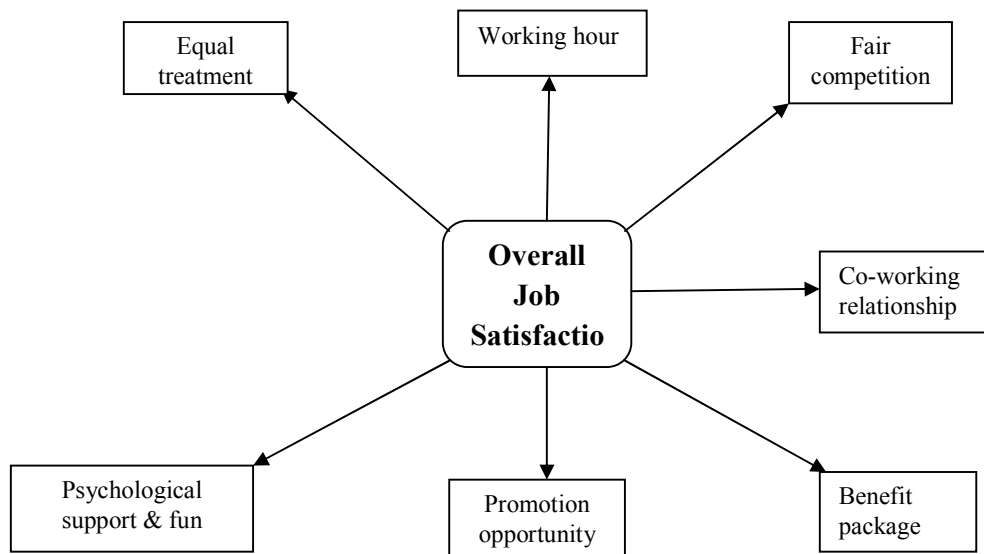 Equal
treatment
Working hour
Fair
competition
Overall
Job
Satisfactio
Co-working
relationship
Psychological
support & fun
Promotion
opportunity
Benefit
package